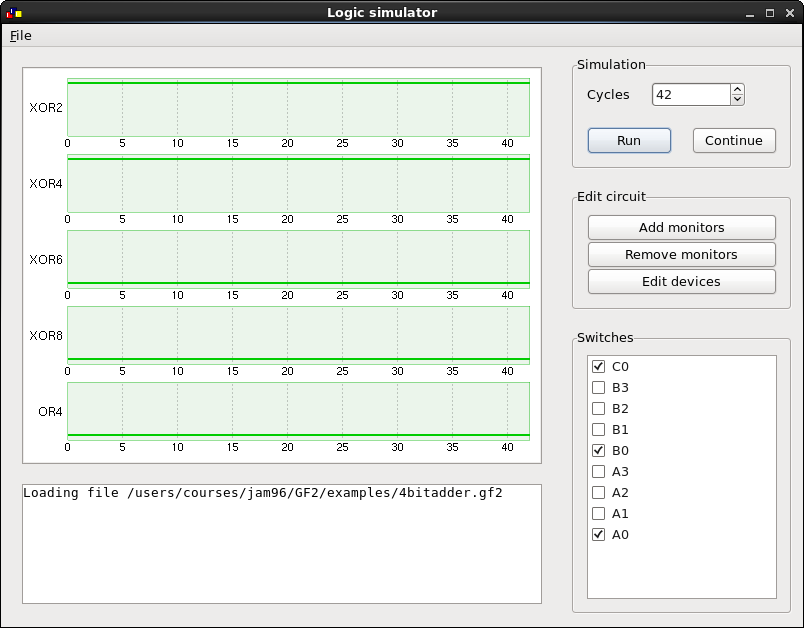 Logic simulator
File
XOR2
0 5 10 15 20 25 30 35 40
XOR4
0 5 10 15 20 25 30 35 40
XOR6
0 5 10 15 20 25 30 35 40
XOR8
0 5 10 15 20 25 30 35 40
OR4
0 5 10 15 20 25 30 35 40
Loading file /users/courses/jam96/GF2/examples/4bitadder.gf2
Simulation
Cycles 42
Run Continue
Edit circuit
Add monitors
Remove monitors
Edit devices
Switches
C0
B3
B2
B1
B0
A3
A2
A1
A0